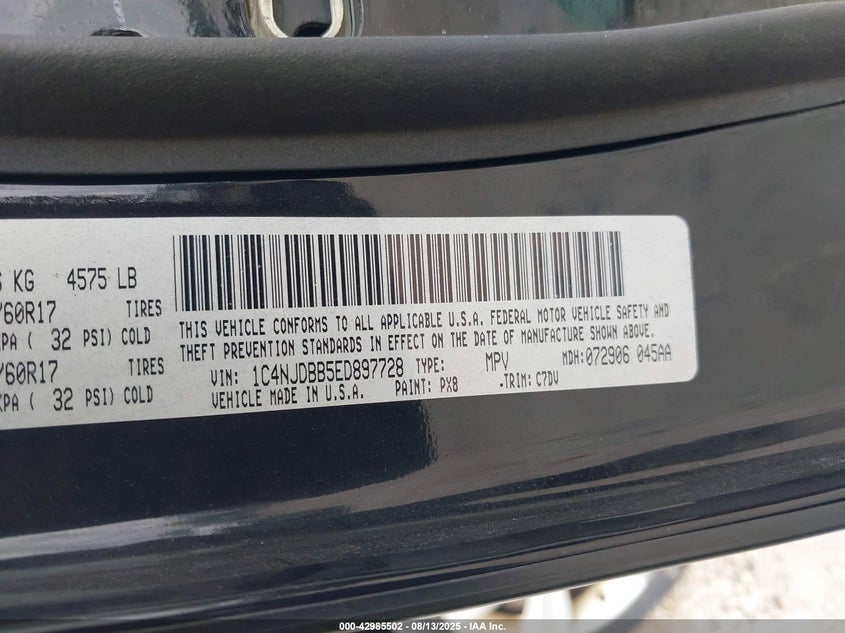 KG 4575 LB
/60R17 TIRES
KPA ( 32 PSI) COLD
/60R17 TIRES
KPA ( 32 PSI) COLD
THIS VEHICLE CONFORMS TO ALL APPLICABLE U.S.A. FEDERAL MOTOR VEHICLE SAFETY AND
THEFT PREVENTION STANDARDS IN EFFECT ON THE DATE OF MANUFACTURE SHOWN ABOVE.
VIN: 1C4NJDBB5ED897728 TYPE: MPV MDH:072906 045AA
VEHICLE MADE IN U.S.A. PAINT: PX8 .TRIM: C7DV
000-42985502 - 08/13/2025 - IAA Inc.